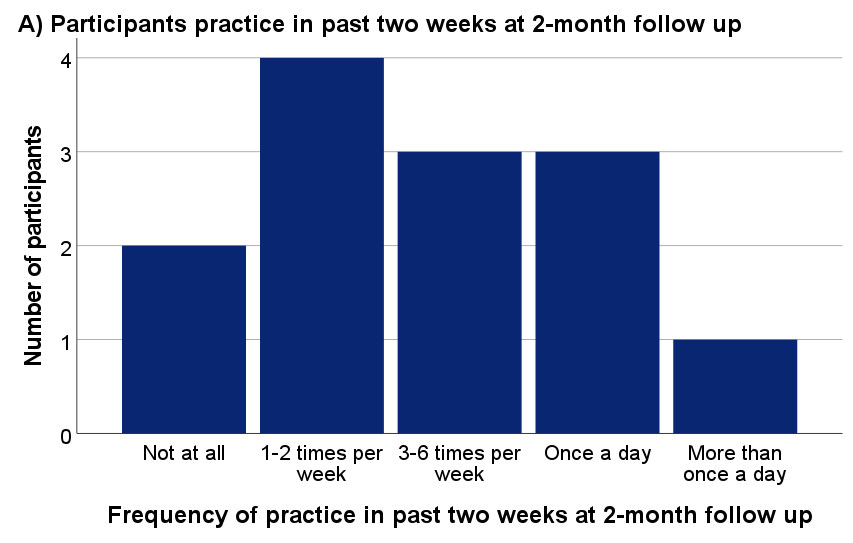 A) Participants practice in past two weeks at 2-month follow up
Number of participants
4
3
2
1
0
Not at all
1-2 times per
week
3-6 times per
week
Once a day
More than
once a day
Frequency of practice in past two weeks at 2-month follow up